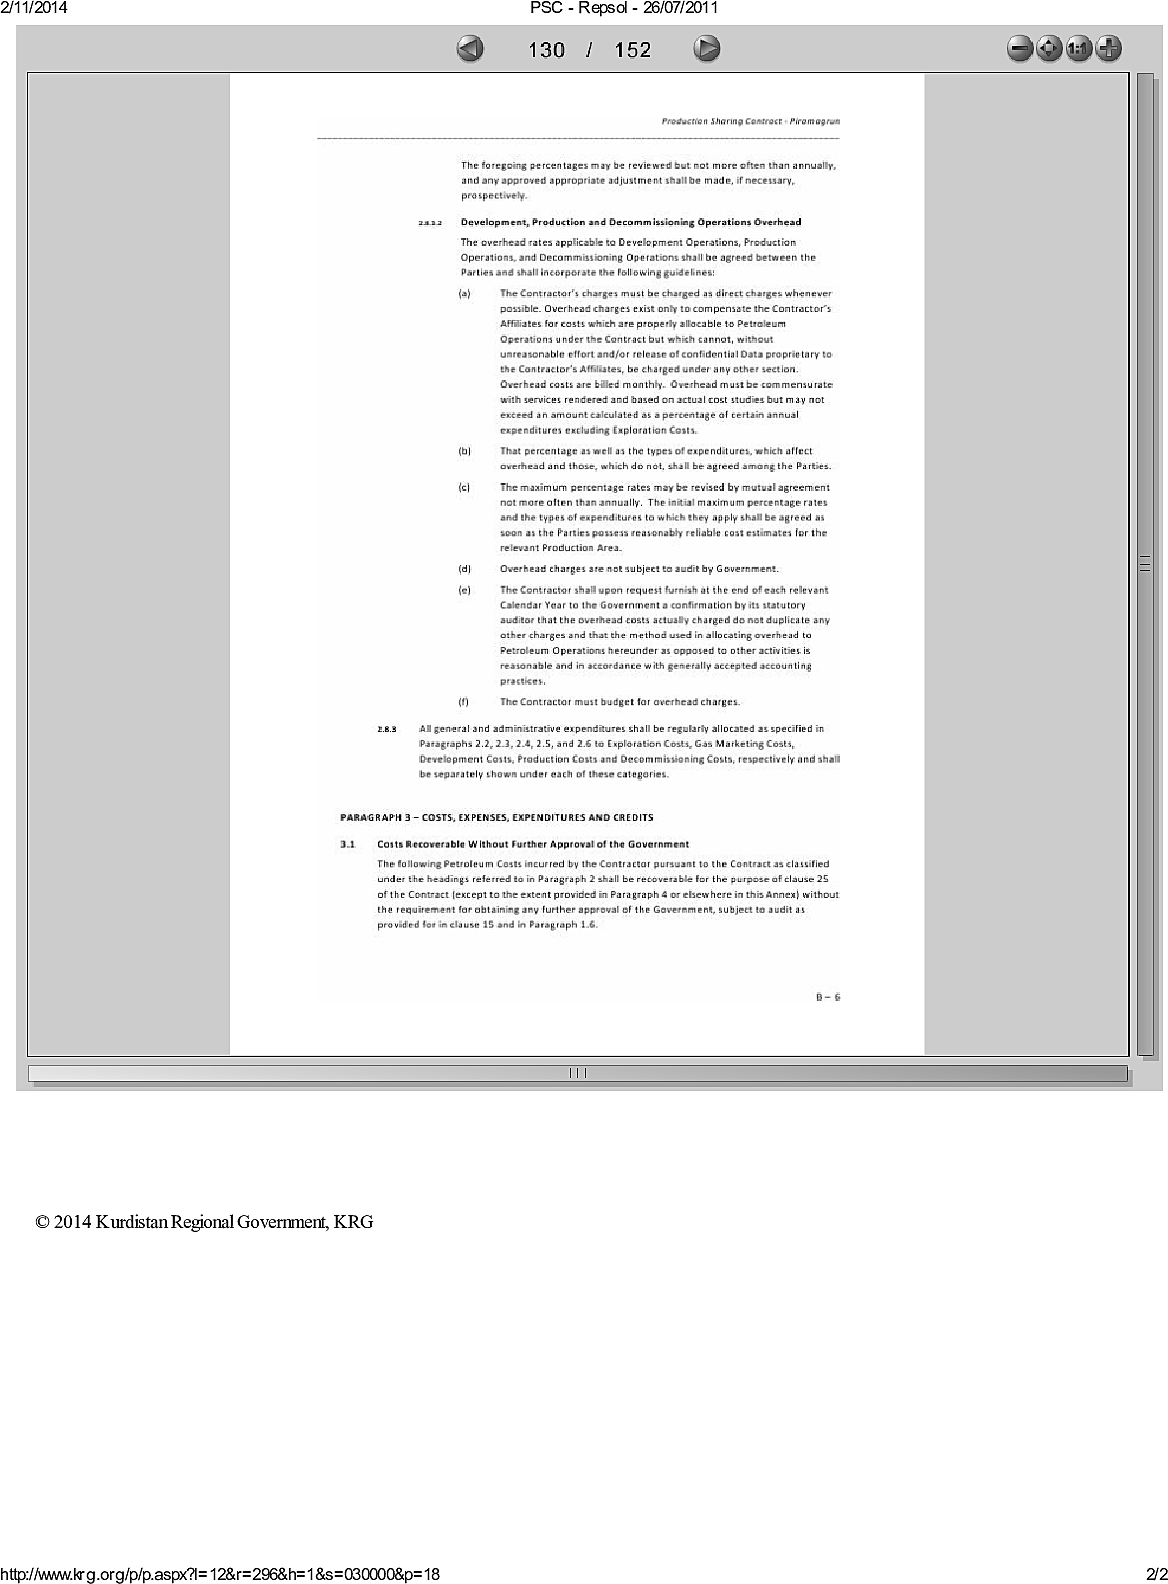 2/11/2014 PSC - Repsol - 26/07/2011
130 / 152
1:1
Production Sharing Contract - Piramagrun
The foregoing percentages may be reviewed but not more often than annually,
and any approved appropriate adjustment shall be made, if necessary,
prospectively.
Development, Production and Decommissioning Operations Overhead
The overhead rates applicable to Development Operations, Production
Operations, and Decommissioning Operations shall be agreed between the
Parties and shall incorporate the following guidelines:
(a) The Contractor's charges must be charged as direct charges whenever
possible. Overhead charges exist only to compensate the Contractor's
Affiliates for costs which are properly allocable to Petroleum
Operations under the Contract but which cannot, without
unreasonable effort and/or release of confidential Data proprietary to
the Contractor's Affiliates, be charged under any other section.
Overhead costs are billed monthly. Overhead must be commensurate
with services rendered and based on actual cost studies but may not
exceed an amount calculated as a percentage of certain annual
expenditures excluding Exploration Costs.
(b) That percentage as well as the types of expenditures, which affect
overhead and those, which do not, shall be agreed among the Parties.
(c) The maximum percentage rates may be revised by mutual agreement
not more often than annually. The initial maximum percentage rates
and the types of expenditures to which they apply shall be agreed as
soon as the Parties possess reasonably reliable cost estimates for the
relevant Production Area.
(d) Overhead charges are not subject to audit by Government.
(e) The Contractor shall upon request furnish at the end of each relevant
Calendar Year to the Government a confirmation by its statutory
auditor that the overhead costs actually charged do not duplicate any
other charges and that the method used in allocating overhead to
Petroleum Operations hereunder as opposed to other activities is
reasonable and in accordance with generally accepted accounting
practices.
(f) The Contractor must budget for overhead charges.
2.8.3 All general and administrative expenditures shall be regularly allocated as specified in
Paragraphs 2.2, 2.3, 2.4, 2.5, and 2.6 to Exploration Costs, Gas Marketing Costs,
Development Costs, Production Costs and Decommissioning Costs, respectively and shall
be separately shown under each of these categories.
PARAGRAPH 3 – COSTS, EXPENSES, EXPENDITURES AND CREDITS
3.1 Costs Recoverable Without Further Approval of the Government
The following Petroleum Costs incurred by the Contractor pursuant to the Contract as classified
under the headings referred to in Paragraph 2 shall be recoverable for the purpose of clause 25
of the Contract (except to the extent provided in Paragraph 4 or elsewhere in this Annex) without
the requirement for obtaining any further approval of the Government, subject to audit as
provided for in clause 15 and in Paragraph 1.6.
B – 6
© 2014 Kurdistan Regional Government, KRG
http://www.krg.org/p/p.aspx?l=12&r=296&h=1&s=030000&p=18 2/2